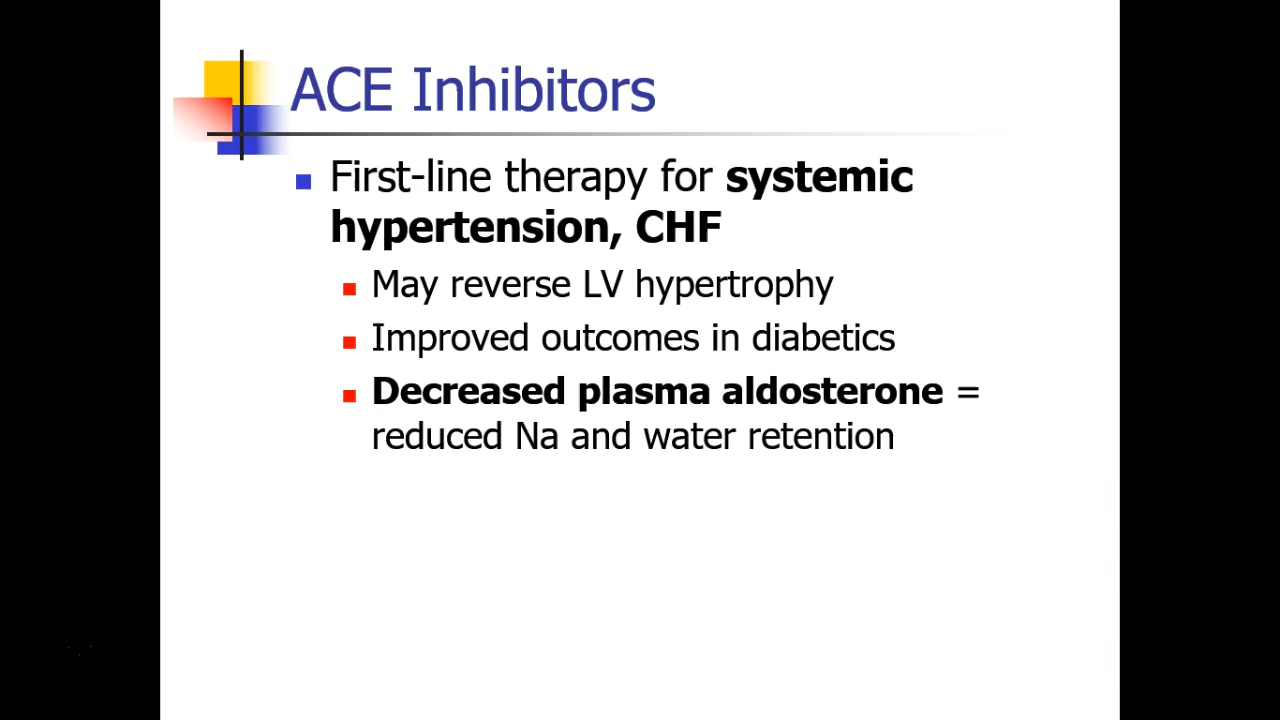 ACE Inhibitors
First-line therapy for systemic
hypertension, CHF
May reverse LV hypertrophy
Improved outcomes in diabetics
Decreased plasma aldosterone =
reduced Na and water retention